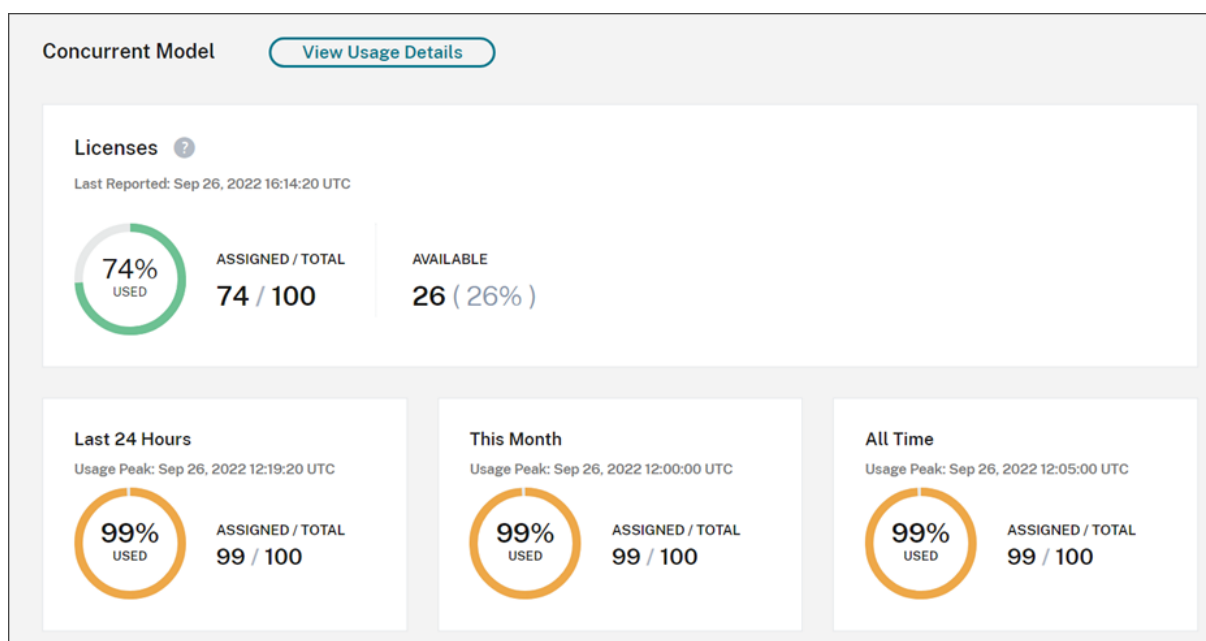 Concurrent Model
View Usage Details
Licenses ?
Last Reported: Sep 26, 2022 16:14:20 UTC
74%
USED
ASSIGNED / TOTAL
74 / 100
AVAILABLE
26 ( 26% )
Last 24 Hours
Usage Peak: Sep 26, 2022 12:19:20 UTC
99%
USED
ASSIGNED / TOTAL
99 / 100
This Month
Usage Peak: Sep 26, 2022 12:00:00 UTC
99%
USED
ASSIGNED / TOTAL
99 / 100
All Time
Usage Peak: Sep 26, 2022 12:05:00 UTC
99%
USED
ASSIGNED / TOTAL
99 / 100